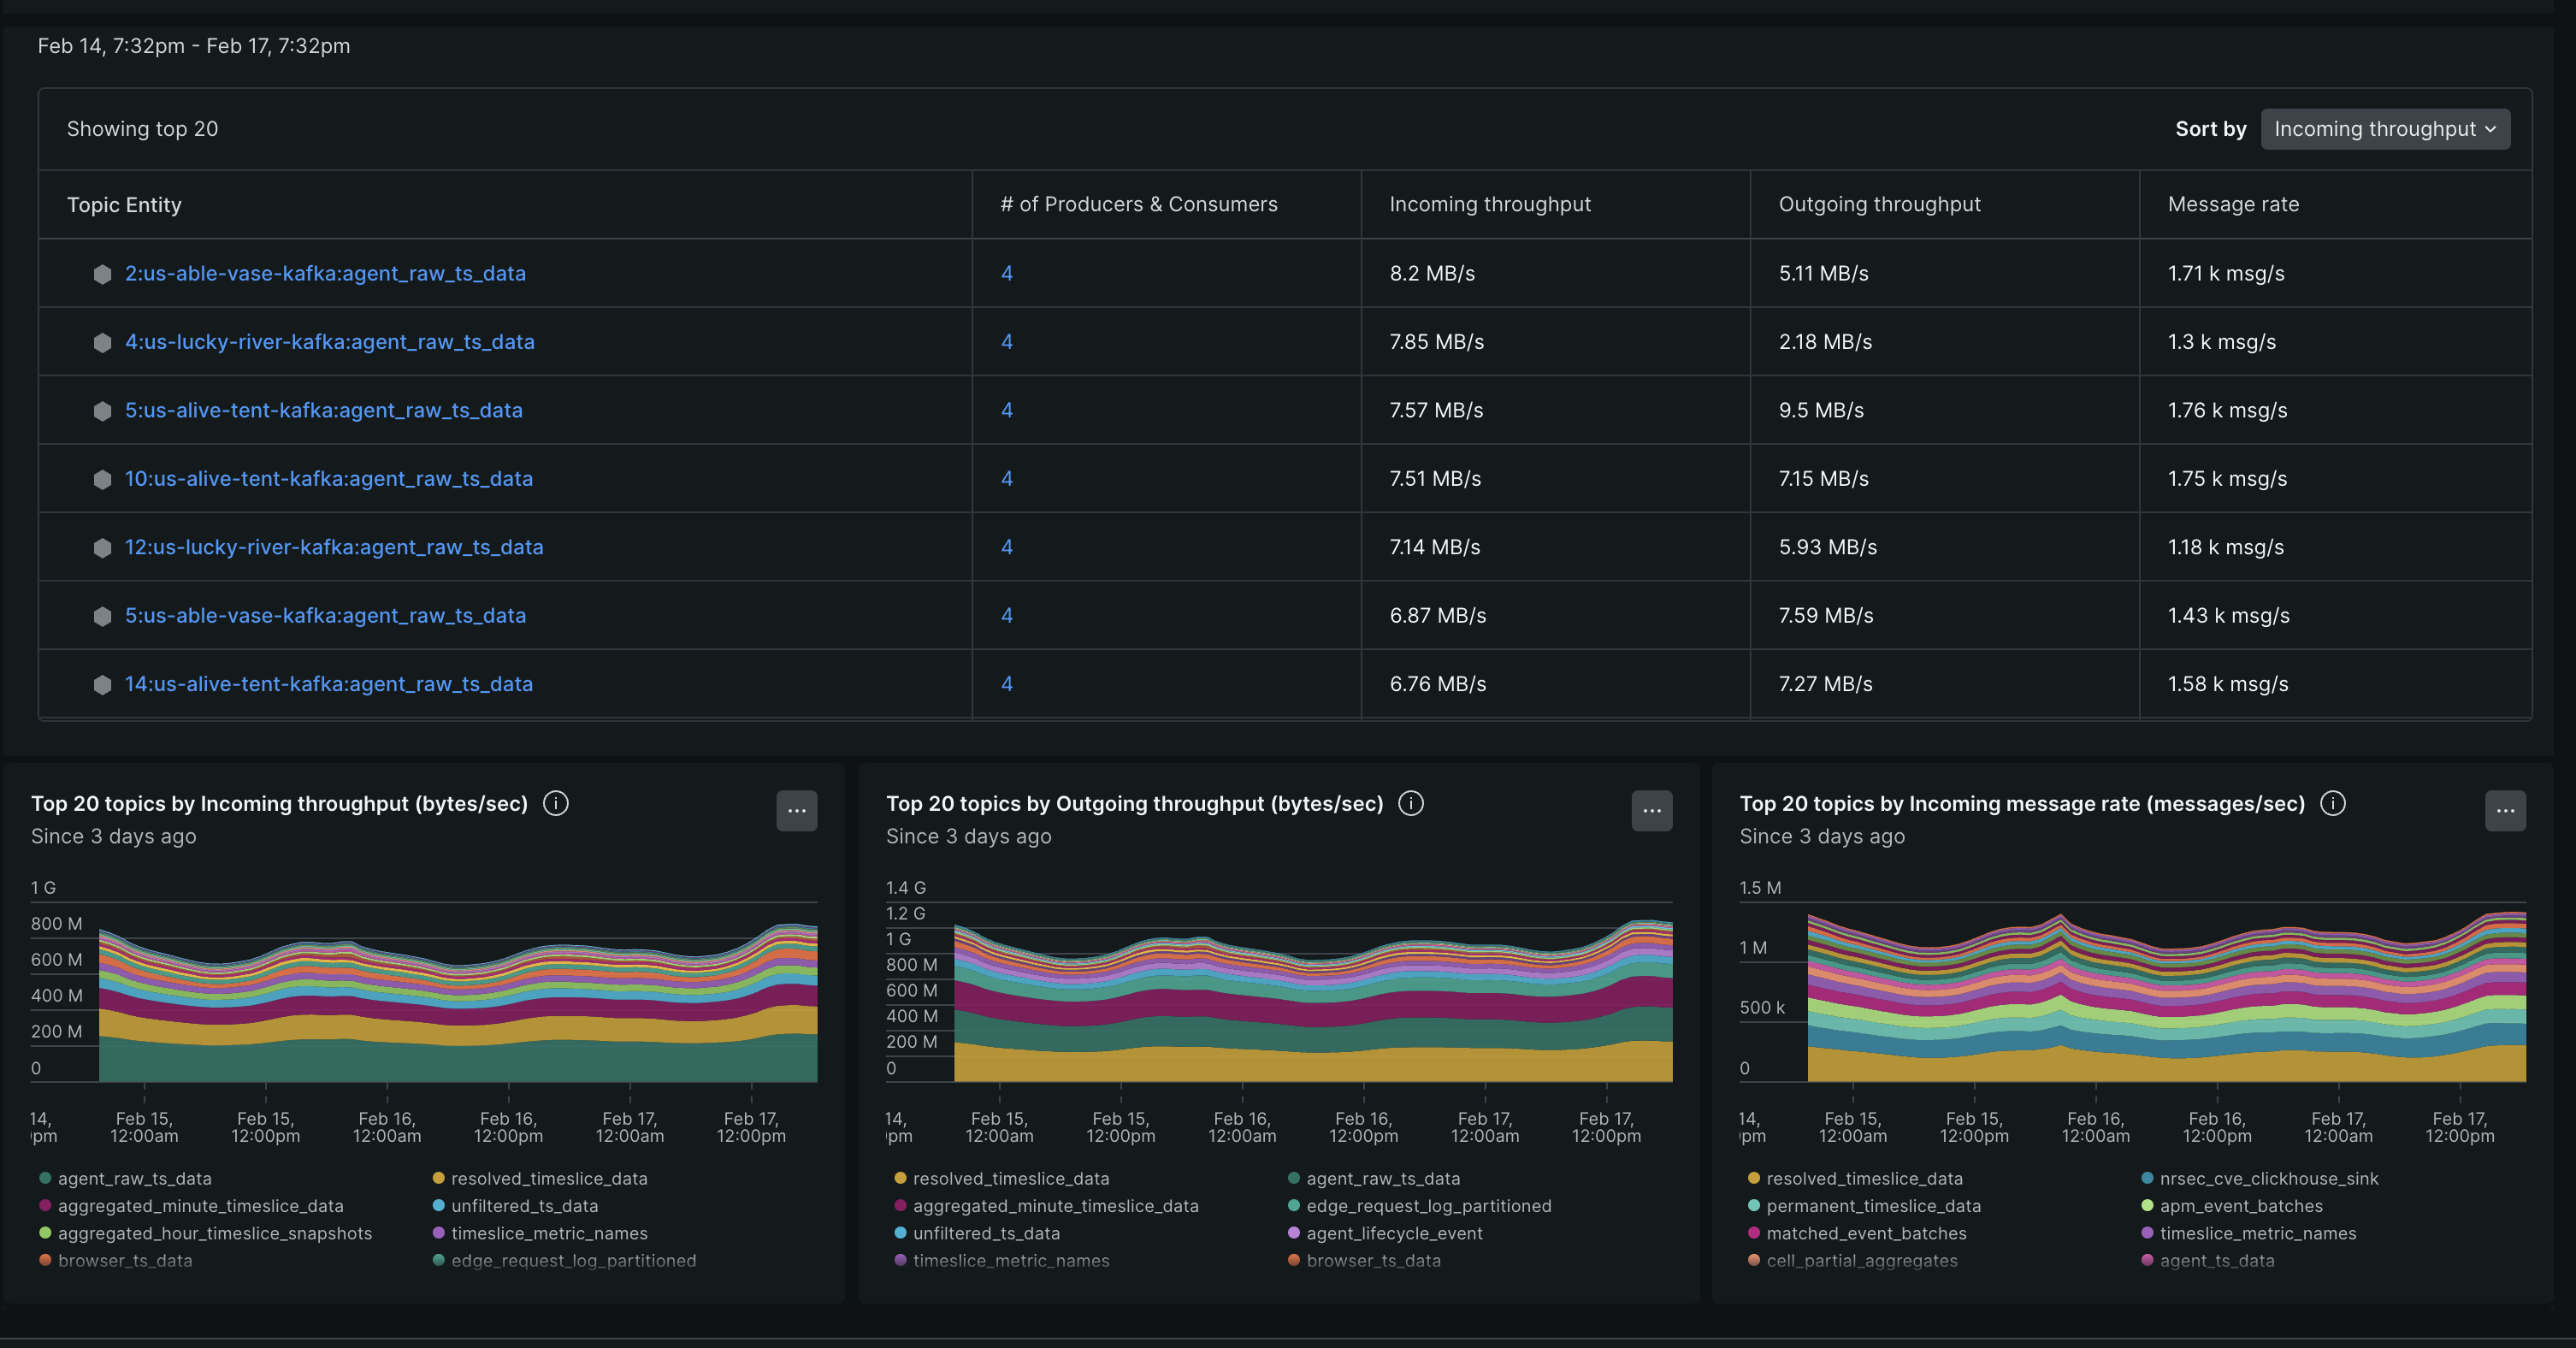 Feb 14, 7:32pm - Feb 17, 7:32pm
Showing top 20
Sort by Incoming throughput
Topic Entity # of Producers & Consumers Incoming throughput Outgoing throughput Message rate
2:us-able-vase-kafka:agent_raw_ts_data 4 8.2 MB/s 5.11 MB/s 1.71 k msg/s
4:us-lucky-river-kafka:agent_raw_ts_data 4 7.85 MB/s 2.18 MB/s 1.3 k msg/s
5:us-alive-tent-kafka:agent_raw_ts_data 4 7.57 MB/s 9.5 MB/s 1.76 k msg/s
10:us-alive-tent-kafka:agent_raw_ts_data 4 7.51 MB/s 7.15 MB/s 1.75 k msg/s
12:us-lucky-river-kafka:agent_raw_ts_data 4 7.14 MB/s 5.93 MB/s 1.18 k msg/s
5:us-able-vase-kafka:agent_raw_ts_data 4 6.87 MB/s 7.59 MB/s 1.43 k msg/s
14:us-alive-tent-kafka:agent_raw_ts_data 4 6.76 MB/s 7.27 MB/s 1.58 k msg/s
Top 20 topics by Incoming throughput (bytes/sec)
Since 3 days ago
1 G
800 M
600 M
400 M
200 M
0
14, Feb 15, Feb 15, Feb 16, Feb 16, Feb 17, Feb 17,
pm 12:00am 12:00pm 12:00am 12:00pm 12:00am 12:00pm
agent_raw_ts_data resolved_timeslice_data
aggregated_minute_timeslice_data unfiltered_ts_data
aggregated_hour_timeslice_snapshots timeslice_metric_names
browser_ts_data edge_request_log_partitioned
Top 20 topics by Outgoing throughput (bytes/sec)
Since 3 days ago
1.4 G
1.2 G
1 G
800 M
600 M
400 M
200 M
0
14, Feb 15, Feb 15, Feb 16, Feb 16, Feb 17, Feb 17,
pm 12:00am 12:00pm 12:00am 12:00pm 12:00am 12:00pm
resolved_timeslice_data agent_raw_ts_data
aggregated_minute_timeslice_data edge_request_log_partitioned
unfiltered_ts_data agent_lifecycle_event
timeslice_metric_names browser_ts_data
Top 20 topics by Incoming message rate (messages/sec)
Since 3 days ago
1.5 M
1 M
500 k
0
14, Feb 15, Feb 15, Feb 16, Feb 16, Feb 17, Feb 17,
pm 12:00am 12:00pm 12:00am 12:00pm 12:00am 12:00pm
resolved_timeslice_data nrsec_cve_clickhouse_sink
permanent_timeslice_data apm_event_batches
matched_event_batches timeslice_metric_names
cell_partial_aggregates agent_ts_data